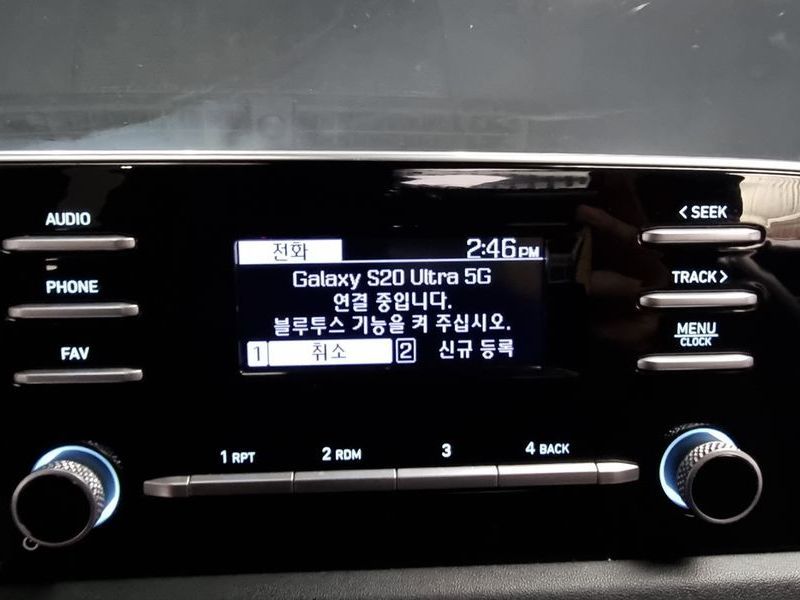 AUDIO
PHONE
FAV
전화 2:46PM
Galaxy S20 Ultra 5G
연결 중입니다.
블루투스 기능을 켜 주십시오.
1 취소 2 신규 등록
< SEEK
TRACK >
MENU
CLOCK
1 RPT 2 RDM 3 4 BACK